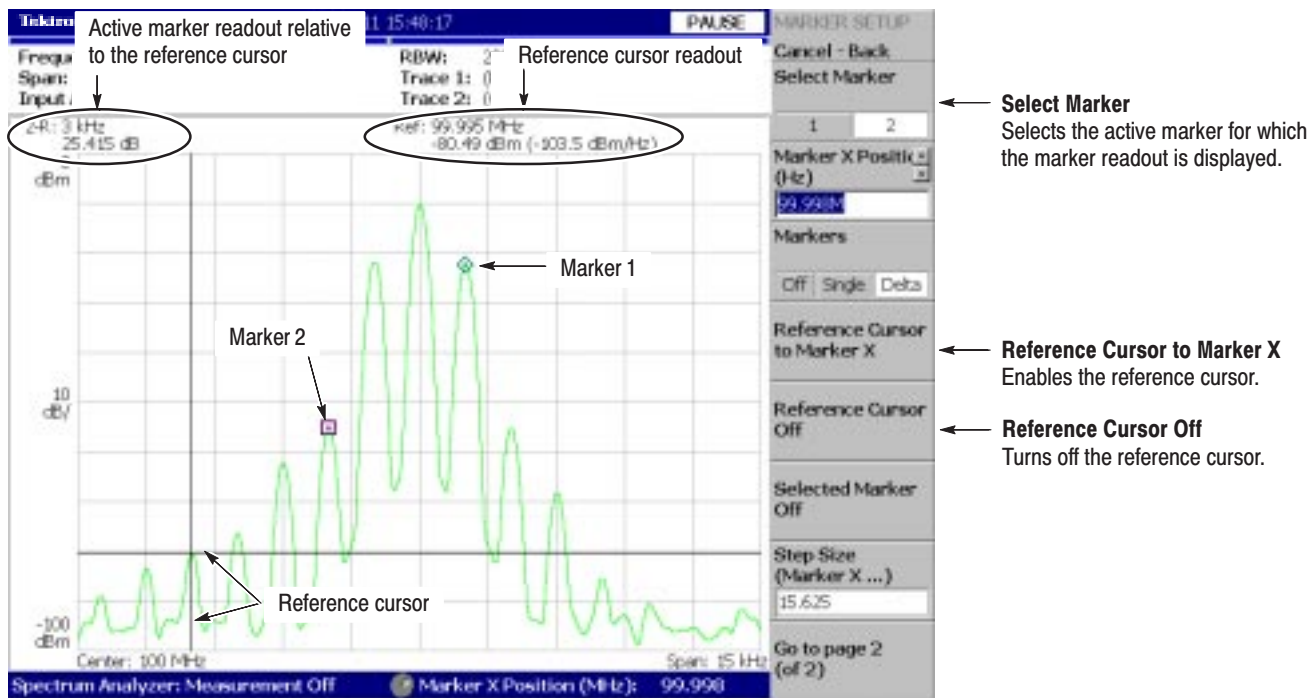 11 15:48:17
PAUSE
MARKER SETUP
Active marker readout relative
to the reference cursor
Reference cursor readout
Span:
RBW:
Trace 1:
Trace 2:
Cancel - Back
Select Marker
1 2
2-R: 3 kHz
25.415 dB
Ref: 99.995 MHz
-80.49 dBm (-103.5 dBm/Hz)
dBm
Marker X Position
(Hz)
99.998M
Markers
Off Single Delta
Marker 1
Marker 2
10
dB/
Reference Cursor
to Marker X
Reference Cursor
Off
Selected Marker
Off
Step Size
(Marker X ...)
15.625
Go to page 2
(of 2)
Reference cursor
-100
dBm
Center: 100 MHz
Span: 15 kHz
Spectrum Analyzer: Measurement Off
Marker X Position (MHz): 99.998
Select Marker
Selects the active marker for which
the marker readout is displayed.
Reference Cursor to Marker X
Enables the reference cursor.
Reference Cursor Off
Turns off the reference cursor.